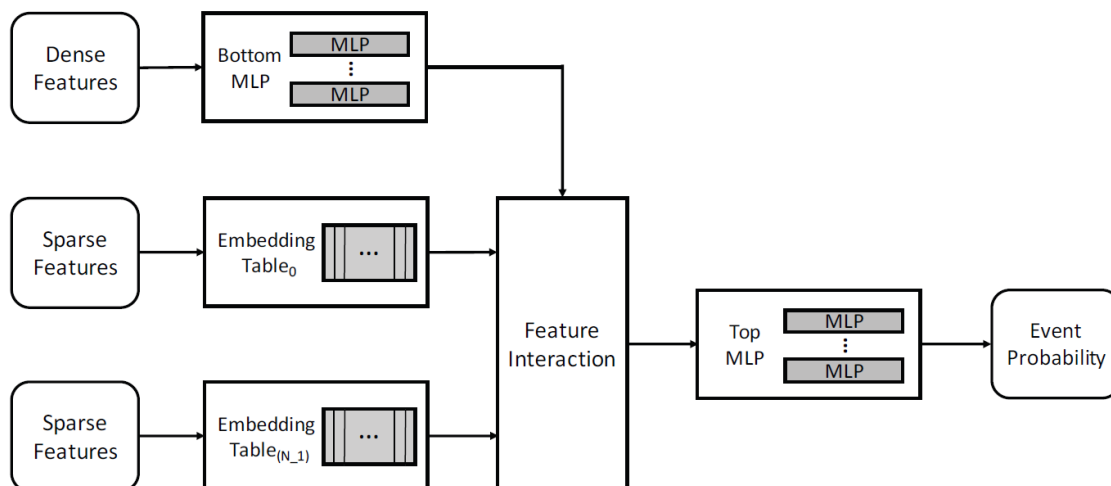 Dense
Features
Bottom
MLP
MLP
⋮
MLP
Sparse
Features
Embedding
Table₀
...
Sparse
Features
Embedding
Table₍N_1₎
...
Feature
Interaction
Top
MLP
MLP
⋮
MLP
Event
Probability